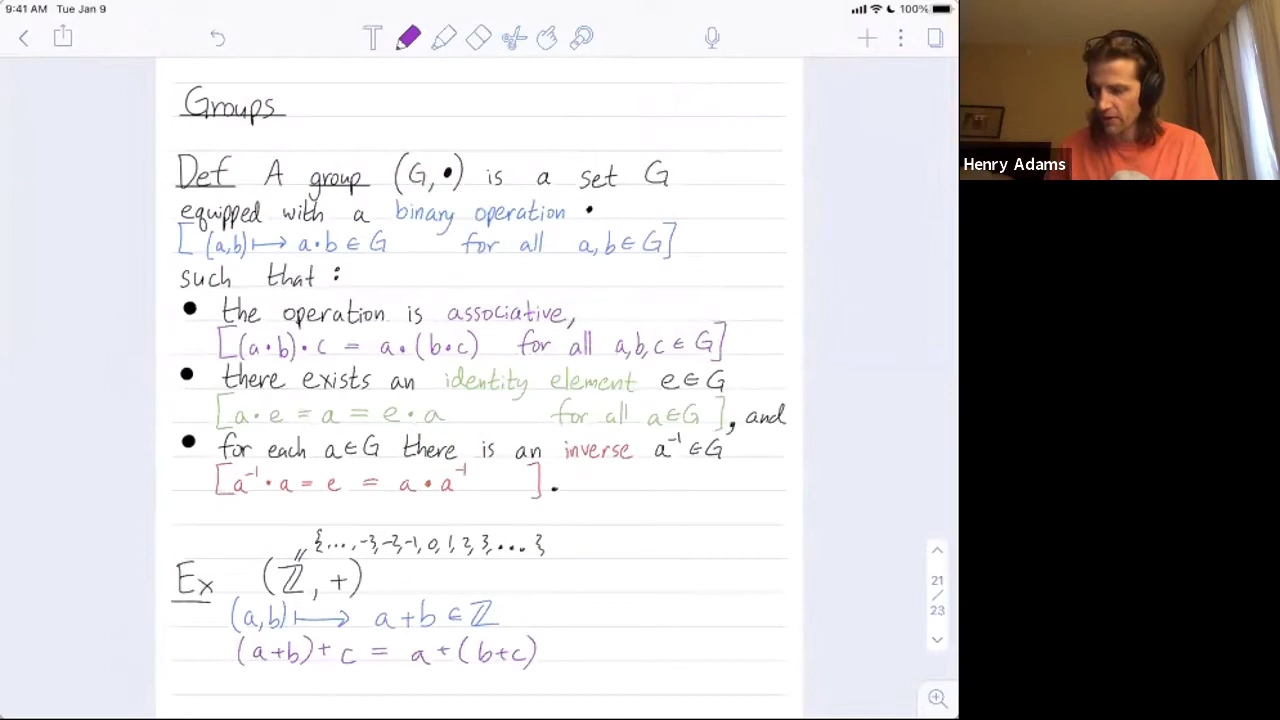 9:41 AM Tue Jan 9
100%
Groups
Def A group (G, •) is a set G
equipped with a binary operation •
[(a,b) ⟼ a•b ∈ G for all a,b ∈ G]
such that:
• the operation is associative,
[(a•b)•c = a•(b•c) for all a,b,c ∈ G]
• there exists an identity element e ∈ G
[a•e = a = e•a for all a ∈ G], and
• for each a ∈ G there is an inverse a⁻¹ ∈ G
[a⁻¹•a = e = a•a⁻¹ ].
{..., -3, -2, -1, 0, 1, 2, 3, ...}
Ex (ℤ, +)
(a,b) ⟼ a+b ∈ ℤ
(a+b)+c = a+(b+c)
21
/
23
Henry Adams